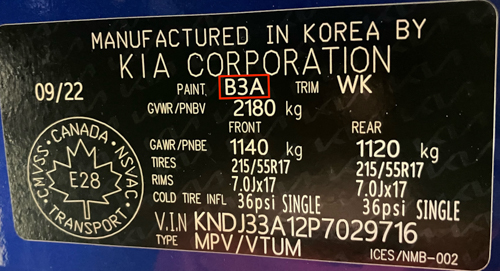 MANUFACTURED IN KOREA BY
KIA CORPORATION
09/22 PAINT B3A TRIM WK
GVWR/PNBV 2180 kg
FRONT REAR
GAWR/PNBE 1140 kg 1120 kg
TIRES 215/55R17 215/55R17
RIMS 7.0Jx17 7.0Jx17
COLD TIRE INFL 36psi SINGLE 36psi SINGLE
V.I.N KNDJ33A12P7029716
TYPE MPV/VTUM ICES/NMB-002
CANADA
CMVSS NSVAC
E28
TRANSPORT